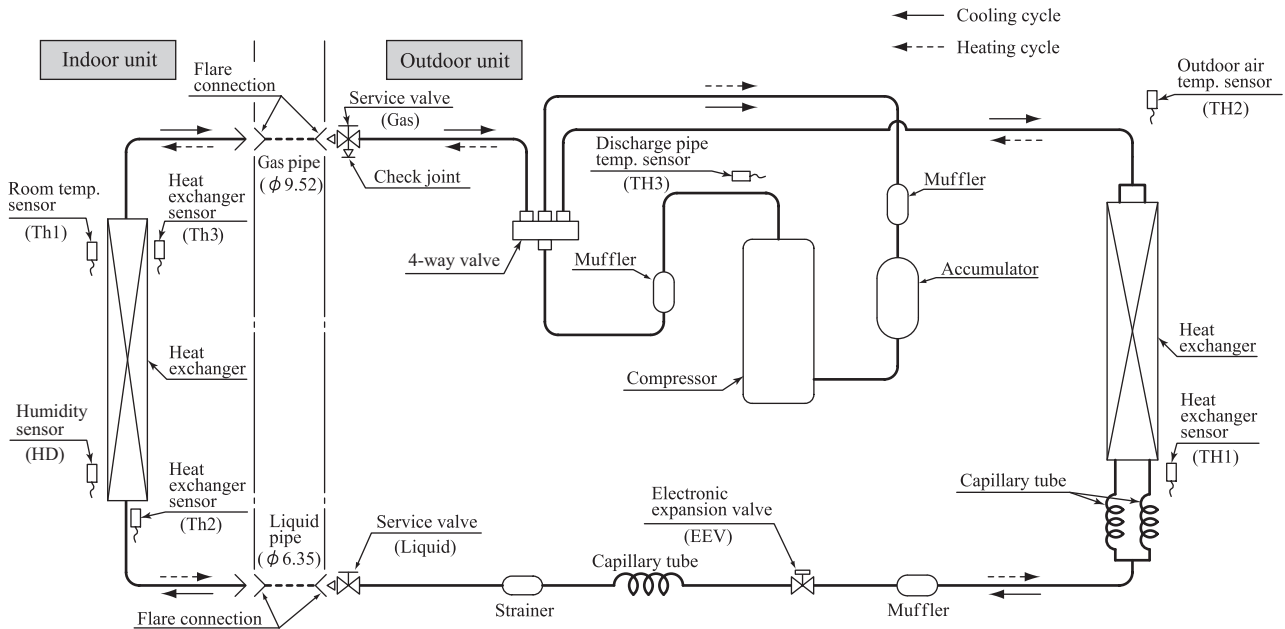 Cooling cycle
Heating cycle
Indoor unit
Outdoor unit
Flare
connection
Service valve
(Gas)
Outdoor air
temp. sensor
(TH2)
Gas pipe
(ϕ9.52)
Check joint
Discharge pipe
temp. sensor
(TH3)
Muffler
Room temp.
sensor
(Th1)
Heat
exchanger
sensor
(Th3)
4-way valve
Muffler
Accumulator
Heat
exchanger
Heat
exchanger
Compressor
Humidity
sensor
(HD)
Heat
exchanger
sensor
(TH1)
Heat
exchanger
sensor
(Th2)
Capillary tube
Electronic
expansion valve
(EEV)
Liquid
pipe
(ϕ6.35)
Service valve
(Liquid)
Capillary tube
Flare connection
Strainer
Muffler